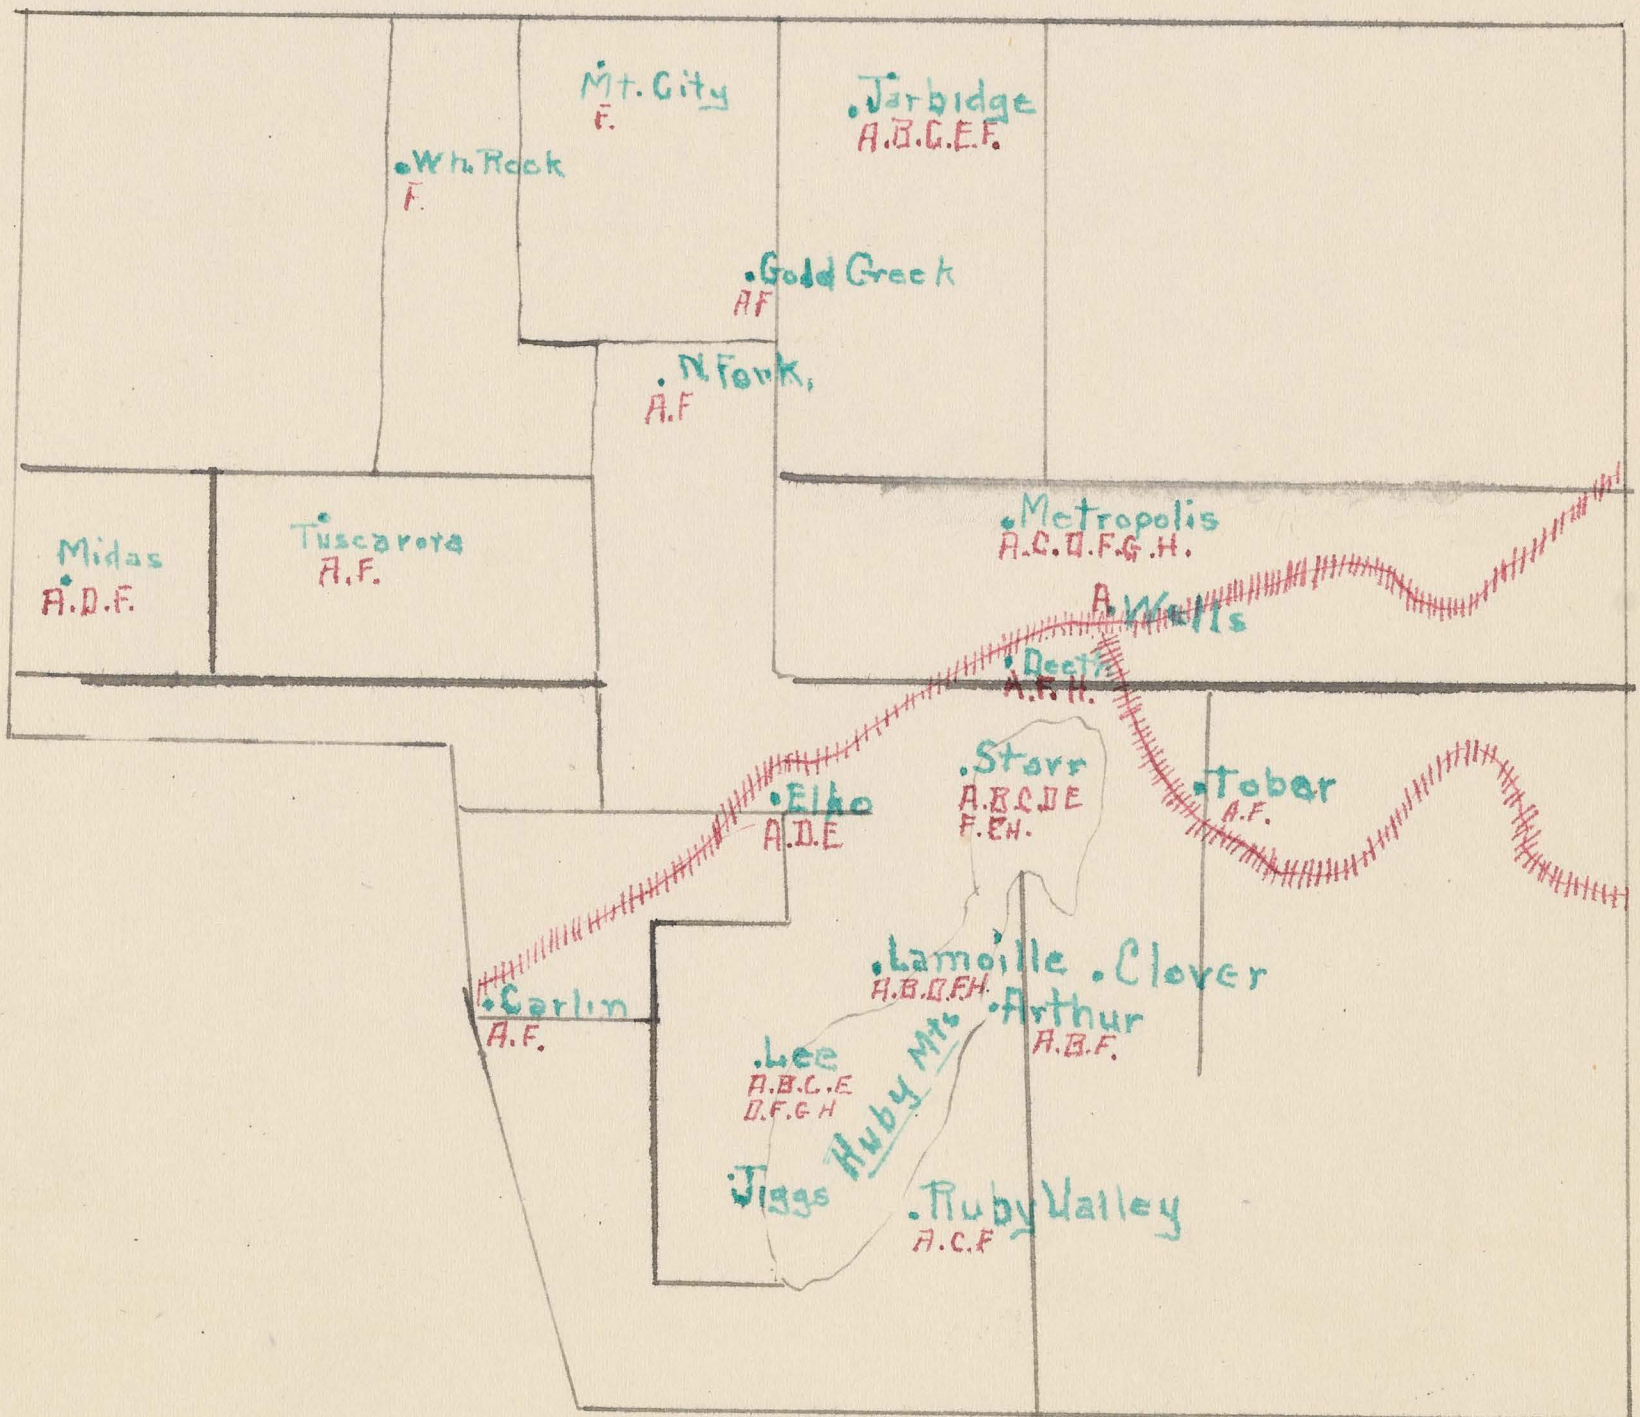 Mt. City
F.
Jarbidge
A.B.C.E.F.
Wh. Rock
F.
Gold Creek
AF
N. Fork,
A.F
Metropolis
A.C.D.F.G.H.
Tuscarora
A.F.
Midas
A.D.F.
A.
Wells
Deeth
A.F.H.
Starr
A.B.C.D E
F. H.
Tobar
A.F.
Elko
A.D.E
Lamoille
A.B.D.F.H.
Clover
Carlin
A.F.
Arthur
A.B.F.
Lee
A.B.C.E
D.F.G H
Ruby Mts
Jiggs
Ruby Valley
A.C.F